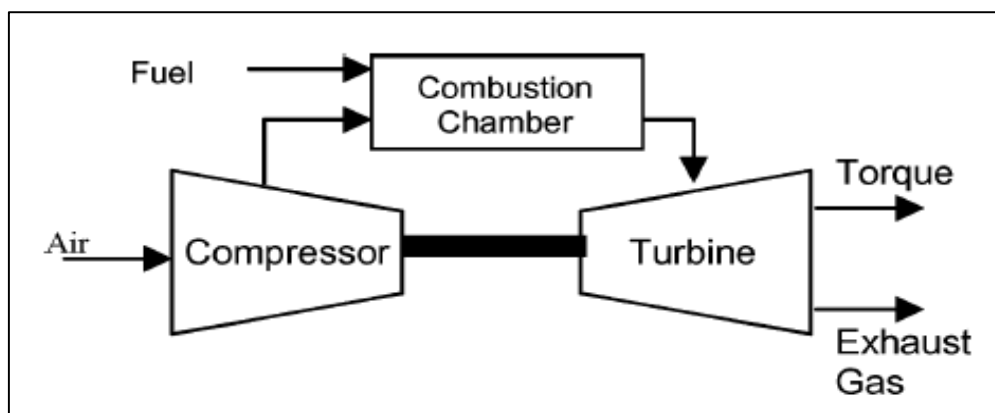 Fuel
Combustion
Chamber
Torque
Air
Compressor
Turbine
Exhaust
Gas